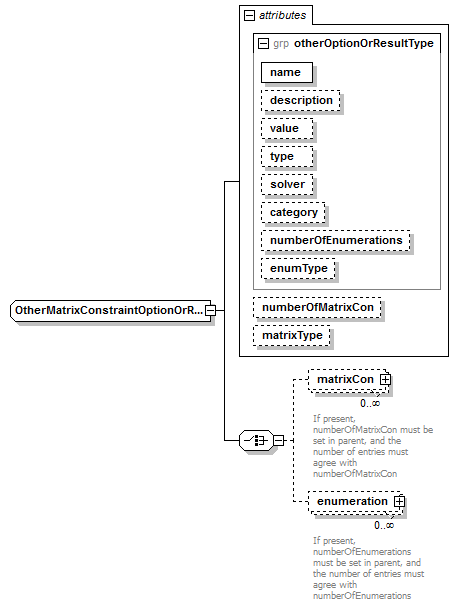 attributes
grp otherOptionOrResultType
name
description
value
type
solver
category
numberOfEnumerations
enumType
OtherMatrixConstraintOptionOrR...
numberOfMatrixCon
matrixType
matrixCon
0..∞
If present,
numberOfMatrixCon must be
set in parent, and the
number of entries must
agree with
numberOfMatrixCon
enumeration
0..∞
If present,
numberOfEnumerations
must be set in parent, and
the number of entries must
agree with
numberOfEnumerations